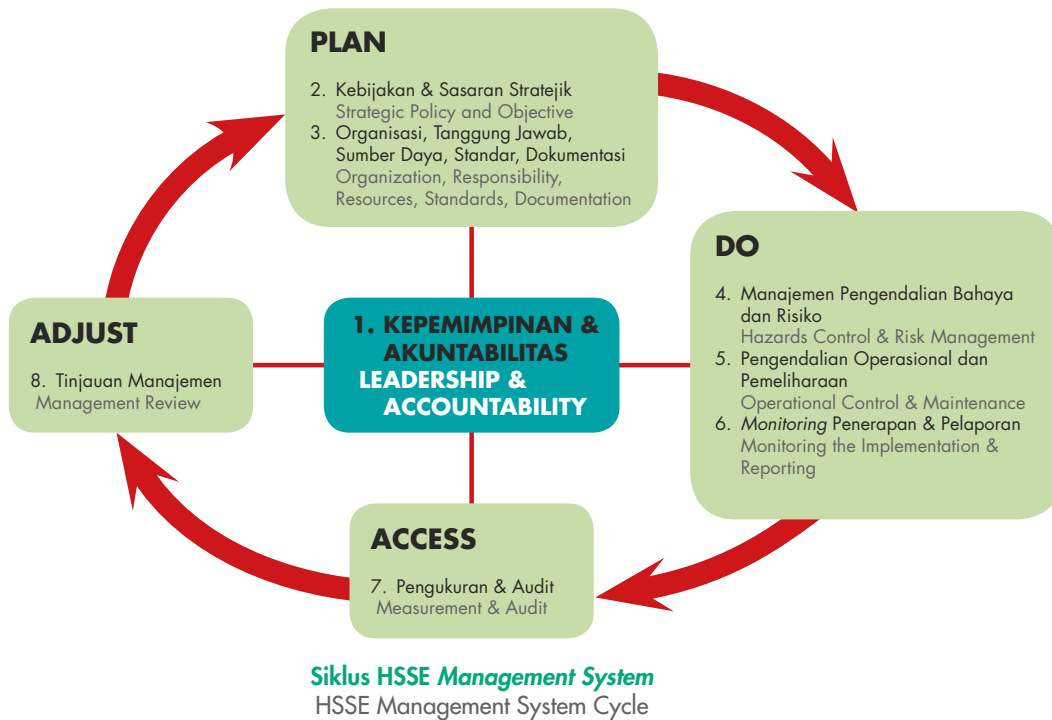 PLAN
2. Kebijakan & Sasaran Stratejik
Strategic Policy and Objective
3. Organisasi, Tanggung Jawab,
Sumber Daya, Standar, Dokumentasi
Organization, Responsibility,
Resources, Standards, Documentation
DO
4. Manajemen Pengendalian Bahaya
dan Risiko
Hazards Control & Risk Management
5. Pengendalian Operasional dan
Pemeliharaan
Operational Control & Maintenance
6. Monitoring Penerapan & Pelaporan
Monitoring the Implementation &
Reporting
1. KEPEMIMPINAN &
AKUNTABILITAS
LEADERSHIP &
ACCOUNTABILITY
ADJUST
8. Tinjauan Manajemen
Management Review
ACCESS
7. Pengukuran & Audit
Measurement & Audit
Siklus HSSE Management System
HSSE Management System Cycle